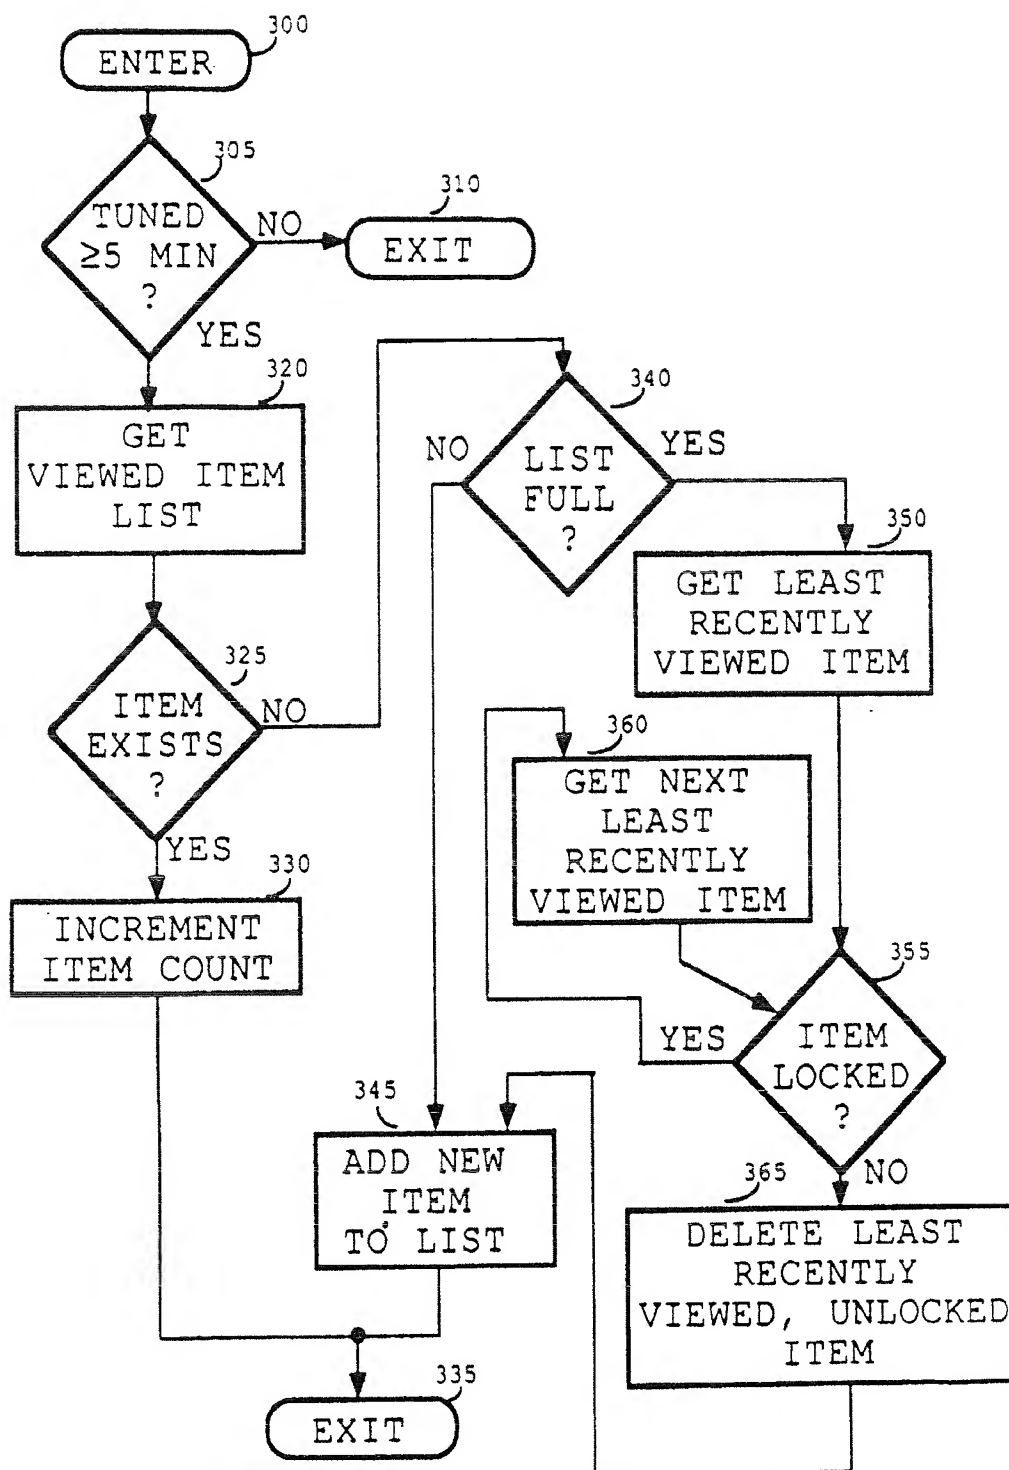 300
ENTER
305
TUNED
≥5 MIN
?
NO
310
EXIT
YES
320
GET
VIEWED ITEM
LIST
340
NO
LIST
FULL
?
YES
350
GET LEAST
RECENTLY
VIEWED ITEM
325
ITEM
EXISTS
?
NO
YES
360
GET NEXT
LEAST
RECENTLY
VIEWED ITEM
330
INCREMENT
ITEM COUNT
355
ITEM
LOCKED
?
YES
NO
345
ADD NEW
ITEM
TO LIST
365
DELETE LEAST
RECENTLY
VIEWED, UNLOCKED
ITEM
335
EXIT